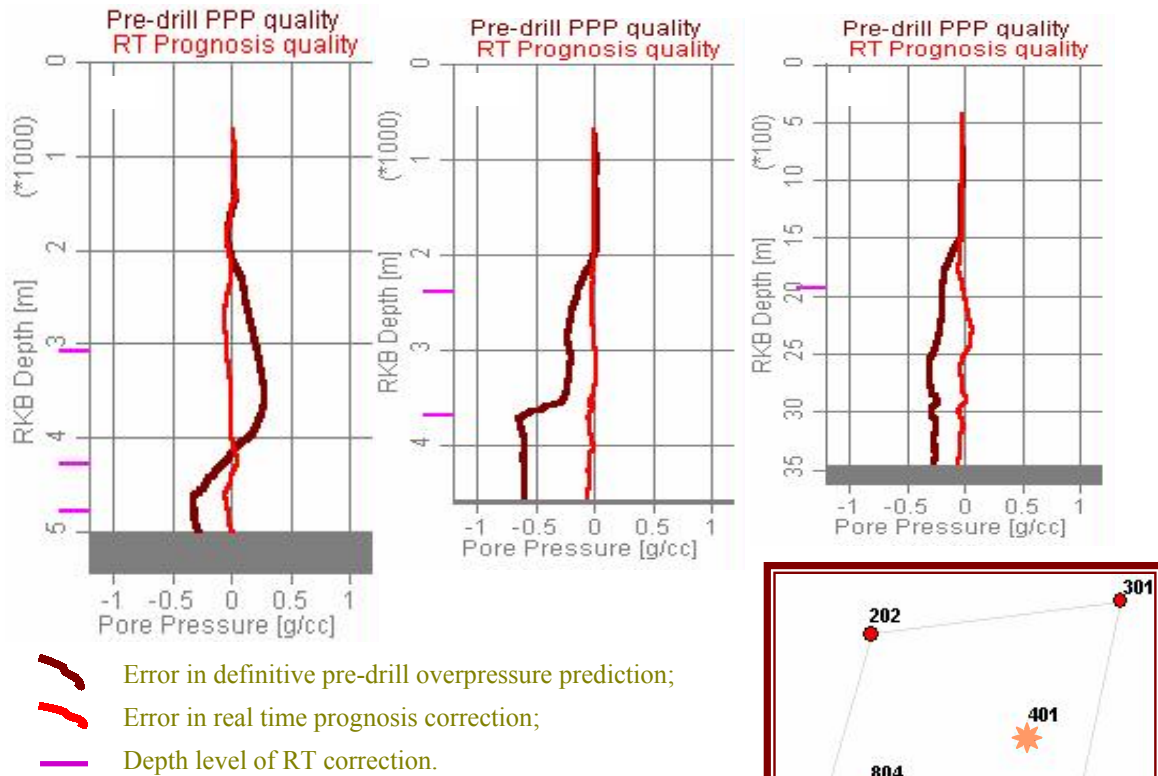 Pre-drill PPP quality
RT Prognosis quality
0
1
2
3
4
5
(*1000)
RKB Depth [m]
-1 -0.5 0 0.5 1
Pore Pressure [g/cc]
Pre-drill PPP quality
RT Prognosis quality
0
1
2
3
4
(*1000)
RKB Depth [m]
-1 -0.5 0 0.5 1
Pore Pressure [g/cc]
Pre-drill PPP quality
RT Prognosis quality
0
5
10
15
20
25
30
35
(*100)
RKB Depth [m]
-1 -0.5 0 0.5 1
Pore Pressure [g/cc]
Error in definitive pre-drill overpressure prediction;
Error in real time prognosis correction;
Depth level of RT correction.
301
202
401
804